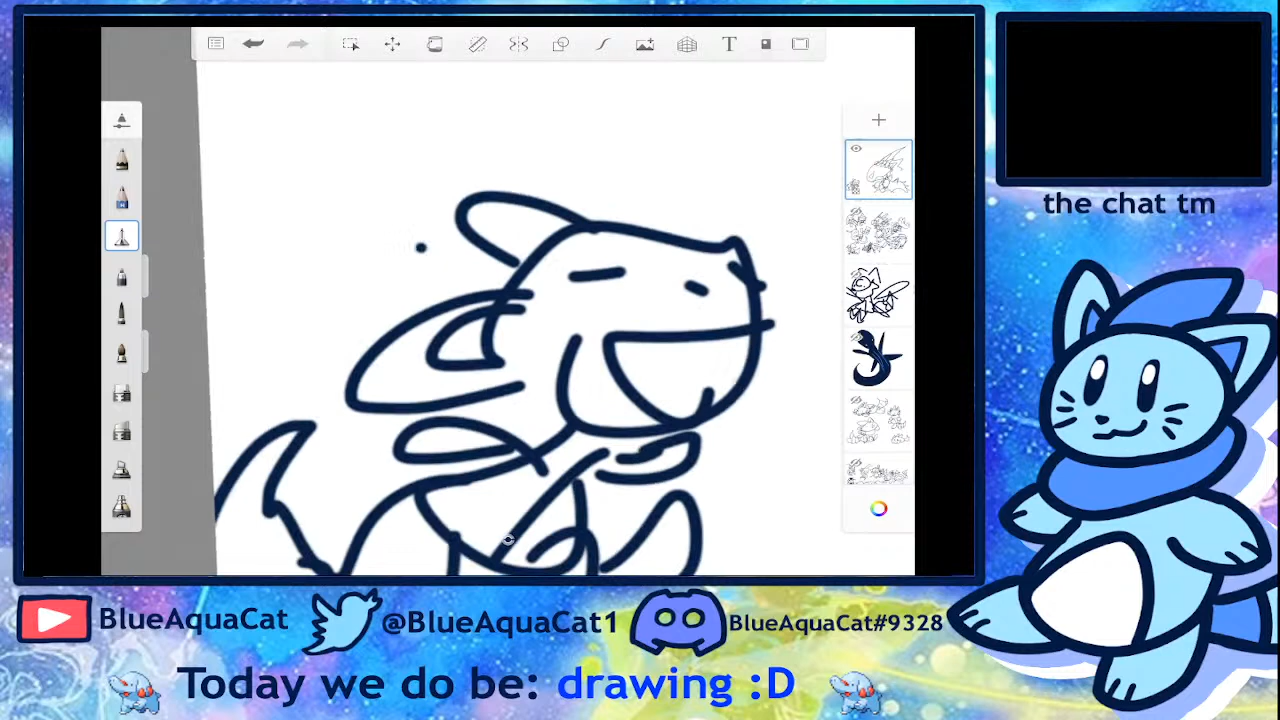 T
the chat tm
BlueAquaCat
@BlueAquaCat1
BlueAquaCat#9328
Today we do be: drawing :D